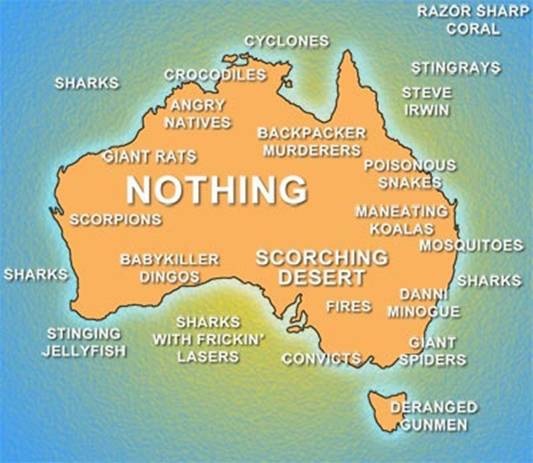 RAZOR SHARP
CORAL
CYCLONES
STINGRAYS
SHARKS
CROCODILES
STEVE
IRWIN
ANGRY
NATIVES
BACKPACKER
MURDERERS
GIANT RATS
POISONOUS
SNAKES
NOTHING
SCORPIONS
MANEATING
KOALAS
MOSQUITOES
BABYKILLER
DINGOS
SCORCHING
DESERT
SHARKS
SHARKS
DANNI
MINOGUE
FIRES
STINGING
JELLYFISH
SHARKS
WITH FRICKIN'
LASERS
CONVICTS
GIANT
SPIDERS
DERANGED
GUNMEN